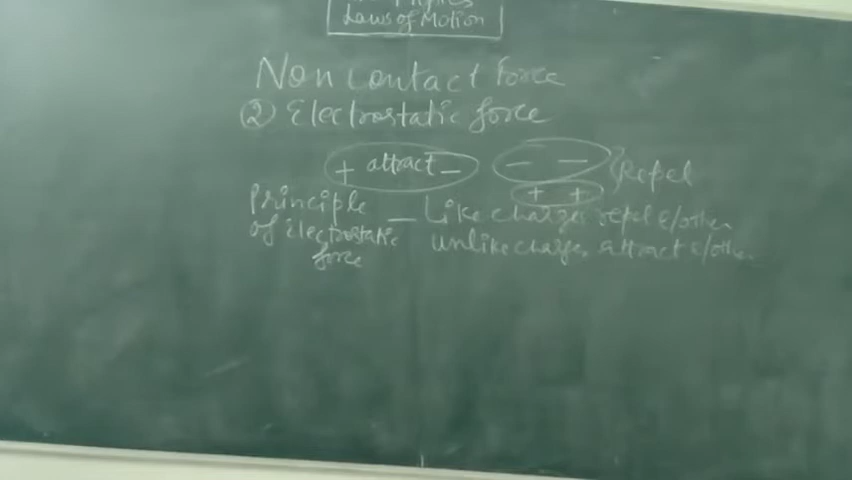 Physics
Laws of Motion
Non contact Force
② Electrostatic force
+ attract − − − } Repel
+ +
Principle of Electrostatic force — Like charges repel e/other
unlike charges attract e/other